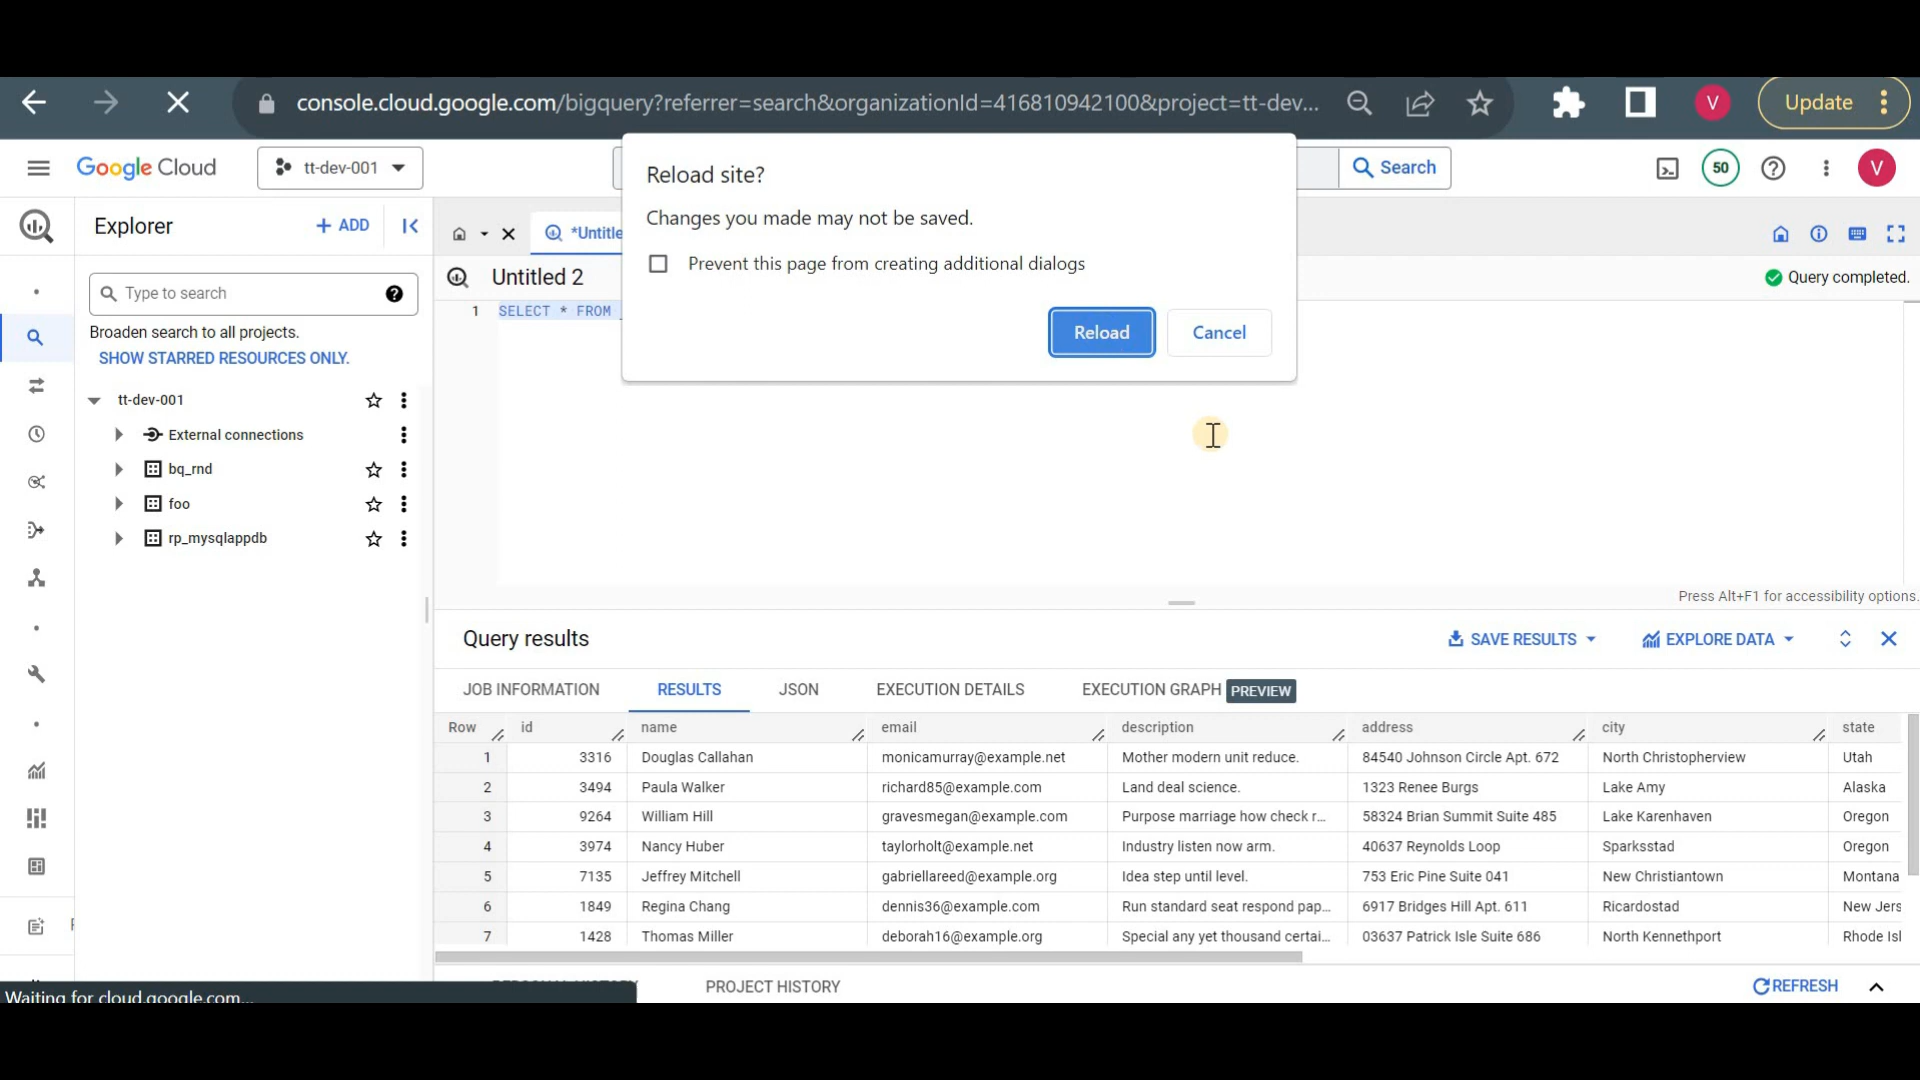 console.cloud.google.com/bigquery?referrer=search&organizationId=416810942100&project=tt-dev...
V
Update
Google Cloud
tt-dev-001
Search
50
V
Reload site?
Changes you made may not be saved.
Prevent this page from creating additional dialogs
Reload
Cancel
Explorer
+ ADD
*Untitle
Type to search
Untitled 2
Query completed.
Broaden search to all projects.
SHOW STARRED RESOURCES ONLY.
1 SELECT * FROM
tt-dev-001
External connections
bq_rnd
foo
rp_mysqlappdb
Press Alt+F1 for accessibility options.
Query results
SAVE RESULTS
EXPLORE DATA
JOB INFORMATION RESULTS JSON EXECUTION DETAILS EXECUTION GRAPH PREVIEW
Row id name email description address city state
1 3316 Douglas Callahan monicamurray@example.net Mother modern unit reduce. 84540 Johnson Circle Apt. 672 North Christopherview Utah
2 3494 Paula Walker richard85@example.com Land deal science. 1323 Renee Burgs Lake Amy Alaska
3 9264 William Hill gravesmegan@example.com Purpose marriage how check r... 58324 Brian Summit Suite 485 Lake Karenhaven Oregon
4 3974 Nancy Huber taylorholt@example.net Industry listen now arm. 40637 Reynolds Loop Sparksstad Oregon
5 7135 Jeffrey Mitchell gabriellareed@example.org Idea step until level. 753 Eric Pine Suite 041 New Christiantown Montana
6 1849 Regina Chang dennis36@example.com Run standard seat respond pap... 6917 Bridges Hill Apt. 611 Ricardostad New Jers
7 1428 Thomas Miller deborah16@example.org Special any yet thousand certai... 03637 Patrick Isle Suite 686 North Kennethport Rhode Isl
PROJECT HISTORY
REFRESH
Waiting for cloud.google.com...